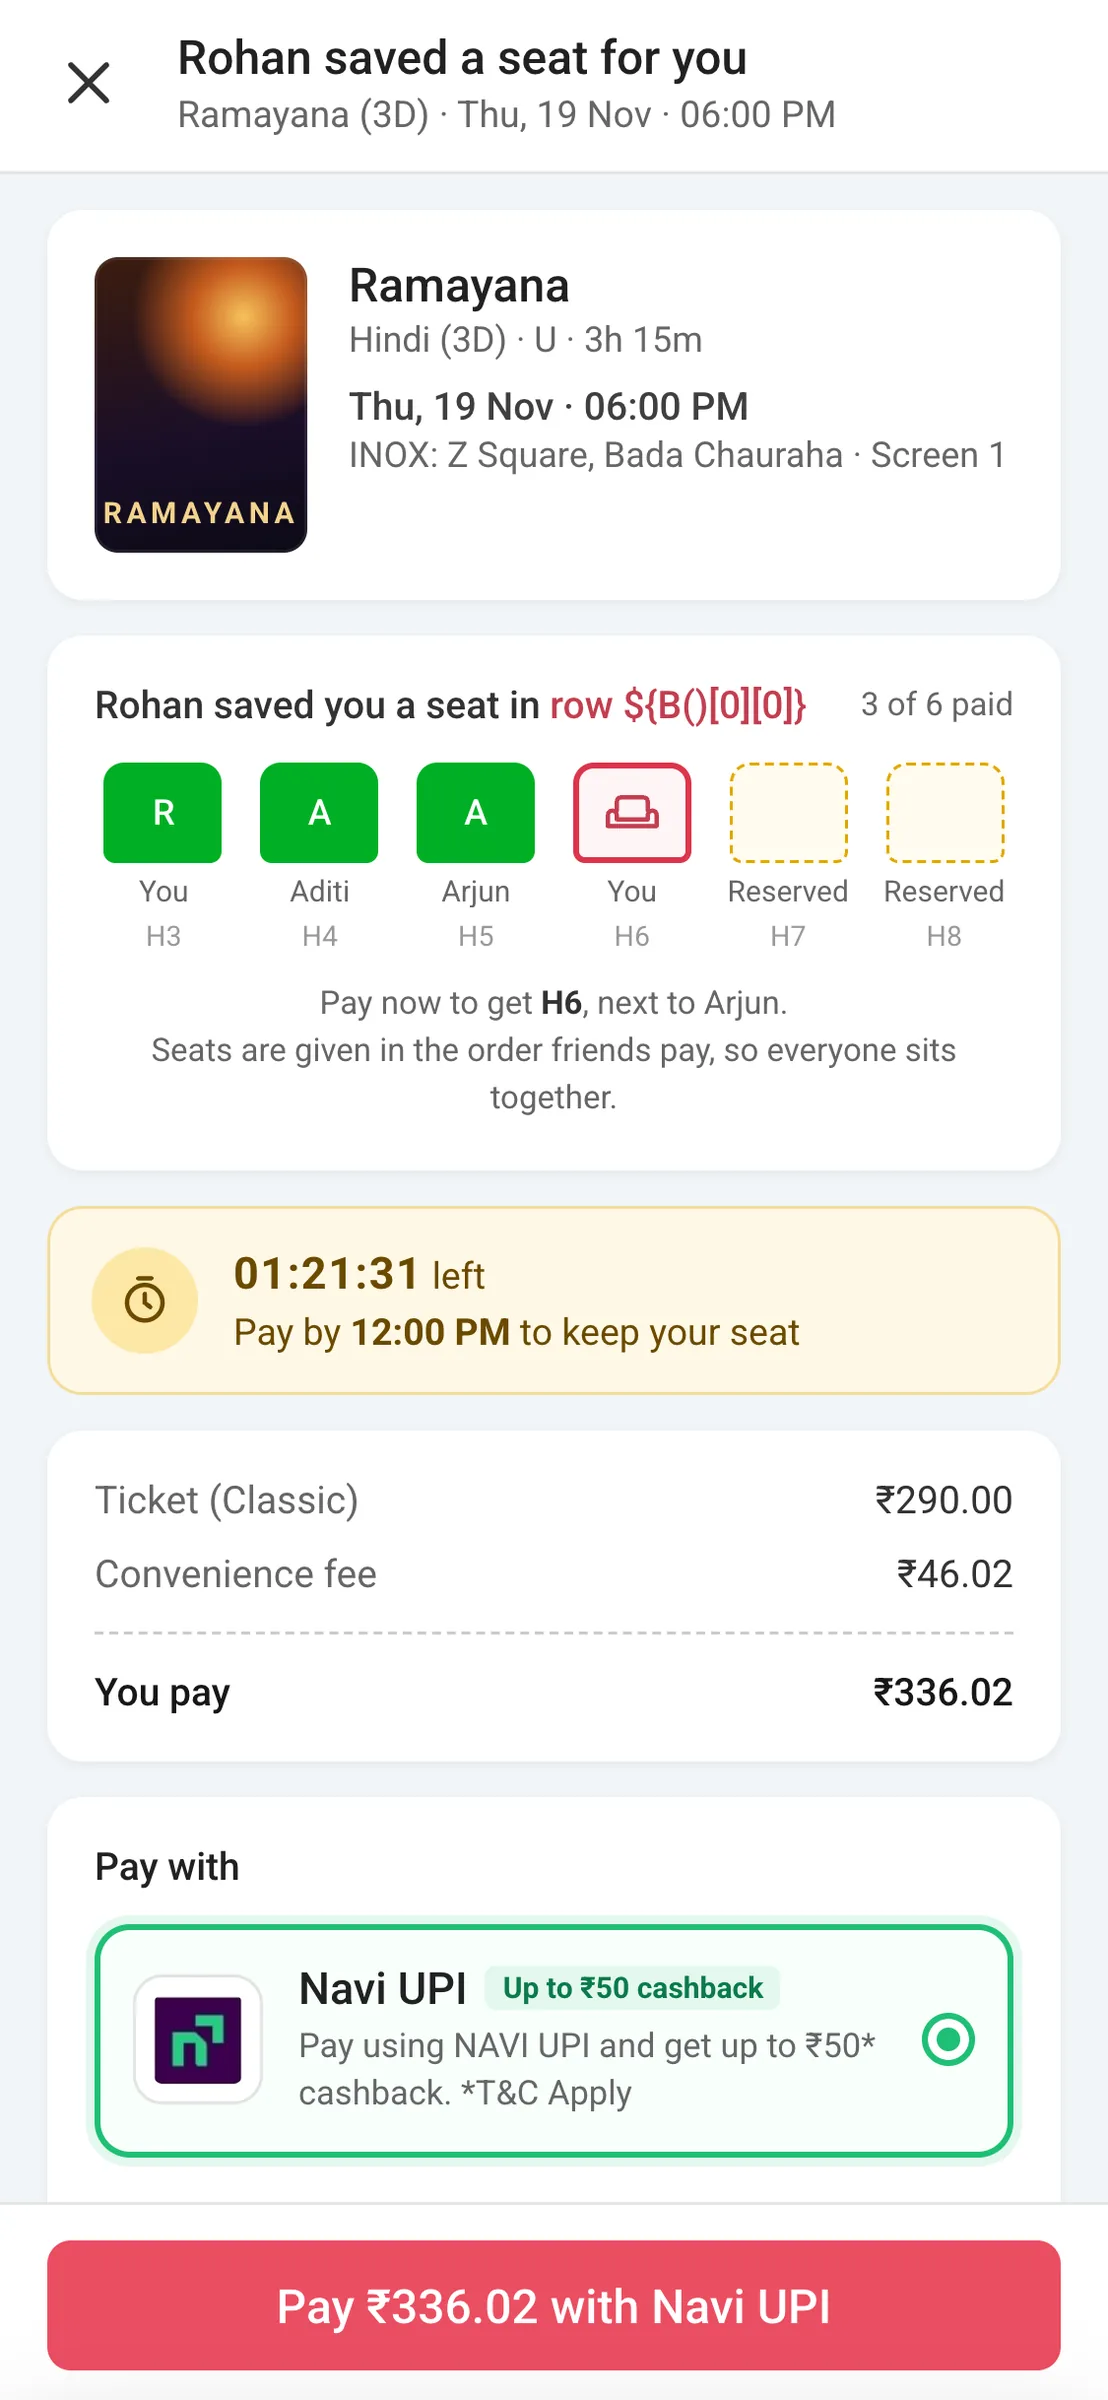 Rohan saved a seat for you
Ramayana (3D) · Thu, 19 Nov · 06:00 PM
RAMAYANA
Ramayana
Hindi (3D) · U · 3h 15m
Thu, 19 Nov · 06:00 PM
INOX: Z Square, Bada Chauraha · Screen 1
Rohan saved you a seat in row ${B()[0][0]}
3 of 6 paid
R A A
You Aditi Arjun You Reserved Reserved
H3 H4 H5 H6 H7 H8
Pay now to get H6, next to Arjun.
Seats are given in the order friends pay, so everyone sits
together.
01:21:31 left
Pay by 12:00 PM to keep your seat
Ticket (Classic) ₹290.00
Convenience fee ₹46.02
You pay ₹336.02
Pay with
Navi UPI Up to ₹50 cashback
Pay using NAVI UPI and get up to ₹50*
cashback. *T&C Apply
Pay ₹336.02 with Navi UPI